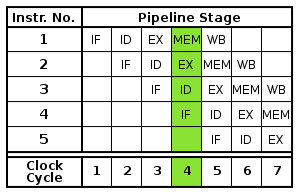 Instr. No. Pipeline Stage
1 IF ID EX MEM WB
2 IF ID EX MEM WB
3 IF ID EX MEM WB
4 IF ID EX MEM
5 IF ID EX
Clock
Cycle 1 2 3 4 5 6 7